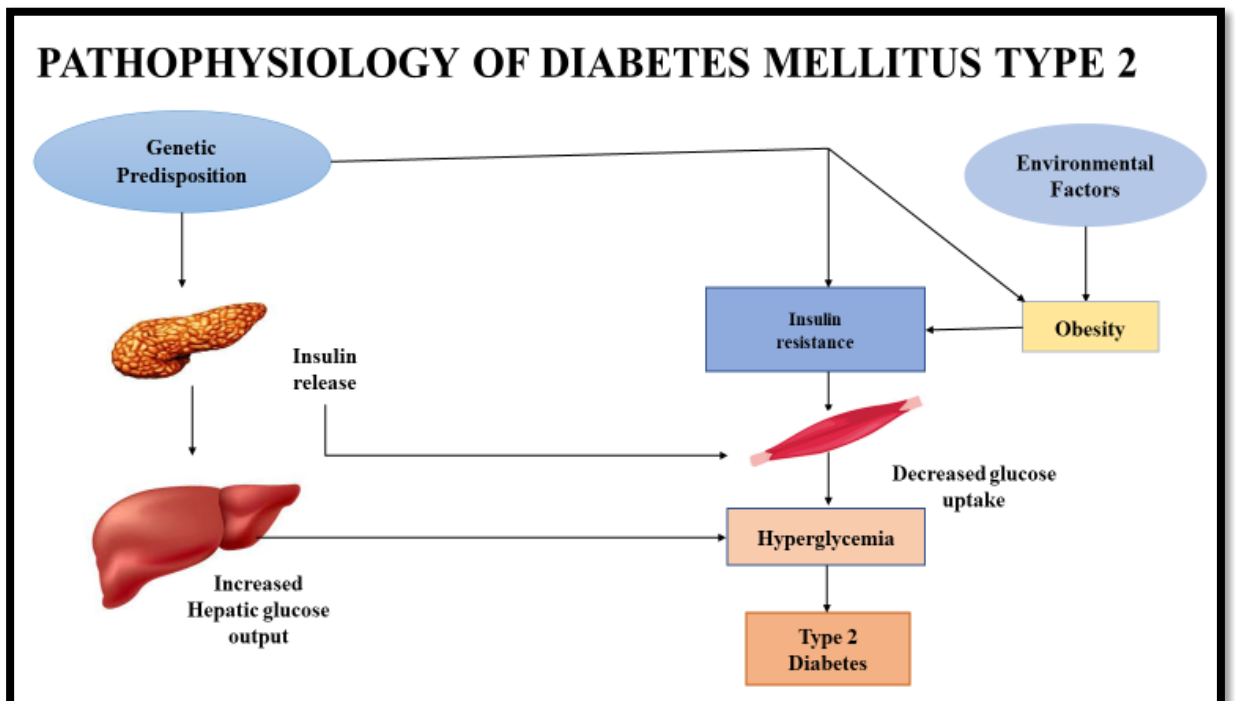 PATHOPHYSIOLOGY OF DIABETES MELLITUS TYPE 2
Genetic
Predisposition
Environmental
Factors
Insulin
resistance
Obesity
Insulin
release
Decreased glucose
uptake
Hyperglycemia
Increased
Hepatic glucose
output
Type 2
Diabetes